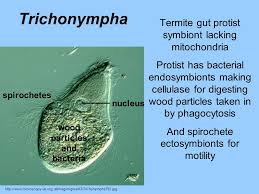 Trichonympha
Termite gut protist
symbiont lacking
mitochondria
Protist has bacterial
endosymbionts making
cellulase for digesting
wood particles taken in
by phagocytosis
And spirochete
ectosymbionts for
motility
spirochetes
nucleus
wood
particles
and
bacteria